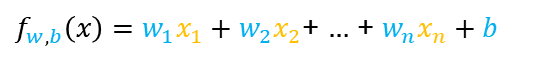 f_{w,b}(x) = w_1x_1 + w_2x_2 + … + w_nx_n + b